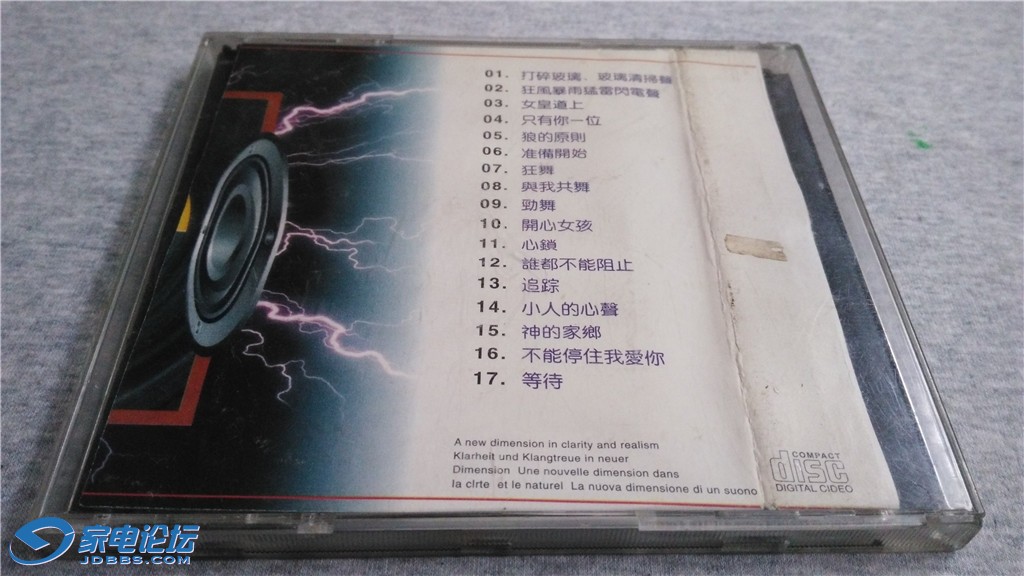 01. 打碎玻璃、玻璃清掃聲
02. 狂風暴雨猛雷閃電聲
03. 女皇道上
04. 只有你一位
05. 狼的原則
06. 准備開始
07. 狂舞
08. 與我共舞
09. 勁舞
10. 開心女孩
11. 心鎖
12. 誰都不能阻止
13. 追踪
14. 小人的心聲
15. 神的家鄉
16. 不能停住我愛你
17. 等待
A new dimension in clarity and realism
Klarheit und Klangtreue in neuer
Dimension Une nouvelle dimension dans
la clrte et le naturel La nuova dimensione di un suono
COMPACT
disc
DIGITAL CIDEO
家电论坛
JDBBS.COM